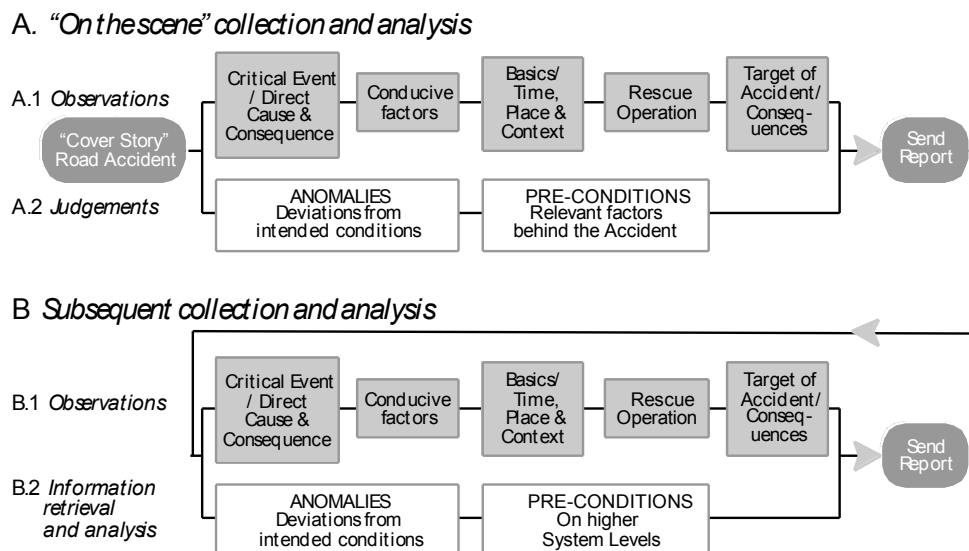 A. “On the scene” collection and analysis
A.1 Observations
“Cover Story”
Road Accident
A.2 Judgements
Critical Event
/ Direct
Cause &
Consequence
Conducive
factors
Basics/
Time,
Place &
Context
Rescue
Operation
Target of
Accident/
Conseq-
uences
Send
Report
ANOMALIES
Deviations from
intended conditions
PRE-CONDITIONS
Relevant factors
behind the Accident
B Subsequent collection and analysis
B.1 Observations
B.2 Information
retrieval
and analysis
Critical Event
/ Direct
Cause &
Consequence
Conducive
factors
Basics/
Time,
Place &
Context
Rescue
Operation
Target of
Accident/
Conseq-
uences
Send
Report
ANOMALIES
Deviations from
intended conditions
PRE-CONDITIONS
On higher
System Levels